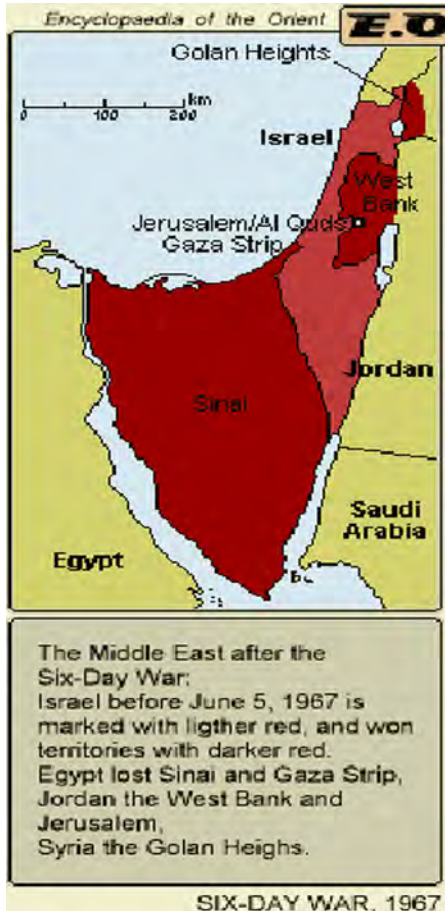 Encyclopaedia of the Orient
E.O
Golan Heights
km
0 100 200
Israel
West
Bank
Jerusalem/Al Quds
Gaza Strip
Sinai
Jordan
Saudi
Arabia
Egypt
The Middle East after the
Six-Day War:
Israel before June 5, 1967 is
marked with ligther red, and won
territories with darker red.
Egypt lost Sinai and Gaza Strip,
Jordan the West Bank and
Jerusalem,
Syria the Golan Heighs.
SIX-DAY WAR, 1967